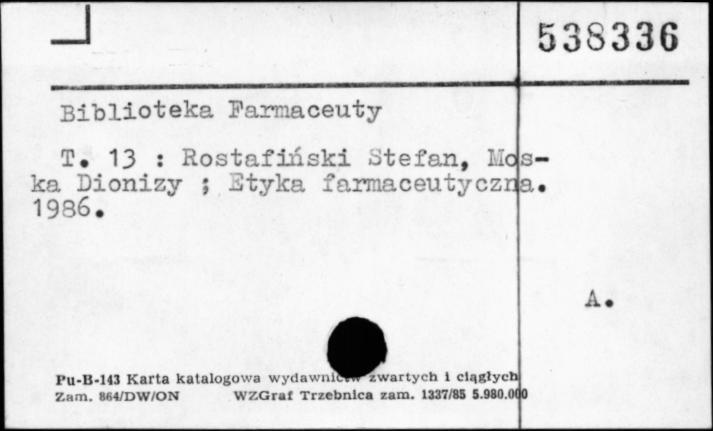 538336
Biblioteka Farmaceuty
T. 13 : Rostafiński Stefan, Mos-
ka Dionizy ; Etyka farmaceutyczna.
1986.
A.
Pu-B-143 Karta katalogowa wydawnictw zwartych i ciągłych
Zam. 864/DW/ON WZGraf Trzebnica zam. 1337/85 5.980.000